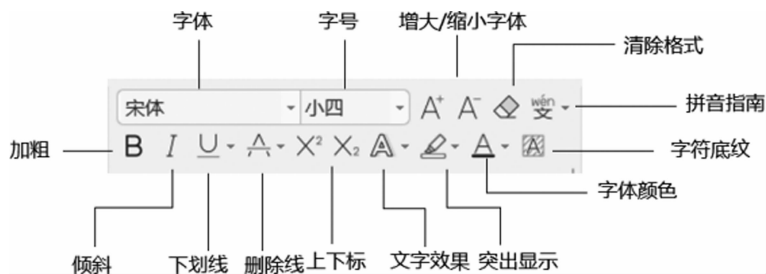 字体 字号 增大/缩小字体
清除格式
宋体 小四 A+ A- wén 文 拼音指南
加粗 B I U A X² X₂ A A A 字符底纹
字体颜色
倾斜 下划线 删除线 上下标 文字效果 突出显示